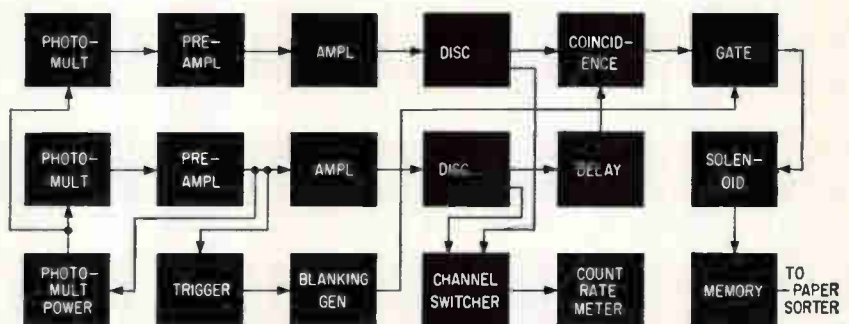 PHOTO-
MULT
PRE-
AMPL
AMPL
DISC
COINCID-
ENCE
GATE
PHOTO-
MULT
PRE-
AMPL
AMPL
DISC
DELAY
SOLEN-
OID
PHOTO-
MULT
POWER
TRIGGER
BLANKING
GEN
CHANNEL
SWITCHER
COUNT
RATE
METER
MEMORY
TO
PAPER
SORTER